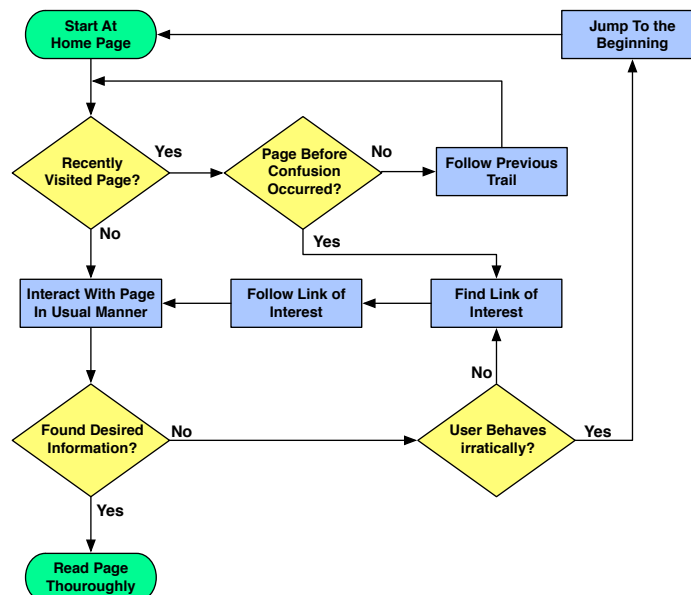 Start At
Home Page
Jump To the
Beginning
Recently
Visited Page?
Yes
Page Before
Confusion
Occurred?
No
Follow Previous
Trail
No
Yes
Interact With Page
In Usual Manner
Follow Link of
Interest
Find Link of
Interest
No
Found Desired
Information?
No
User Behaves
irratically?
Yes
Yes
Read Page
Thouroughly